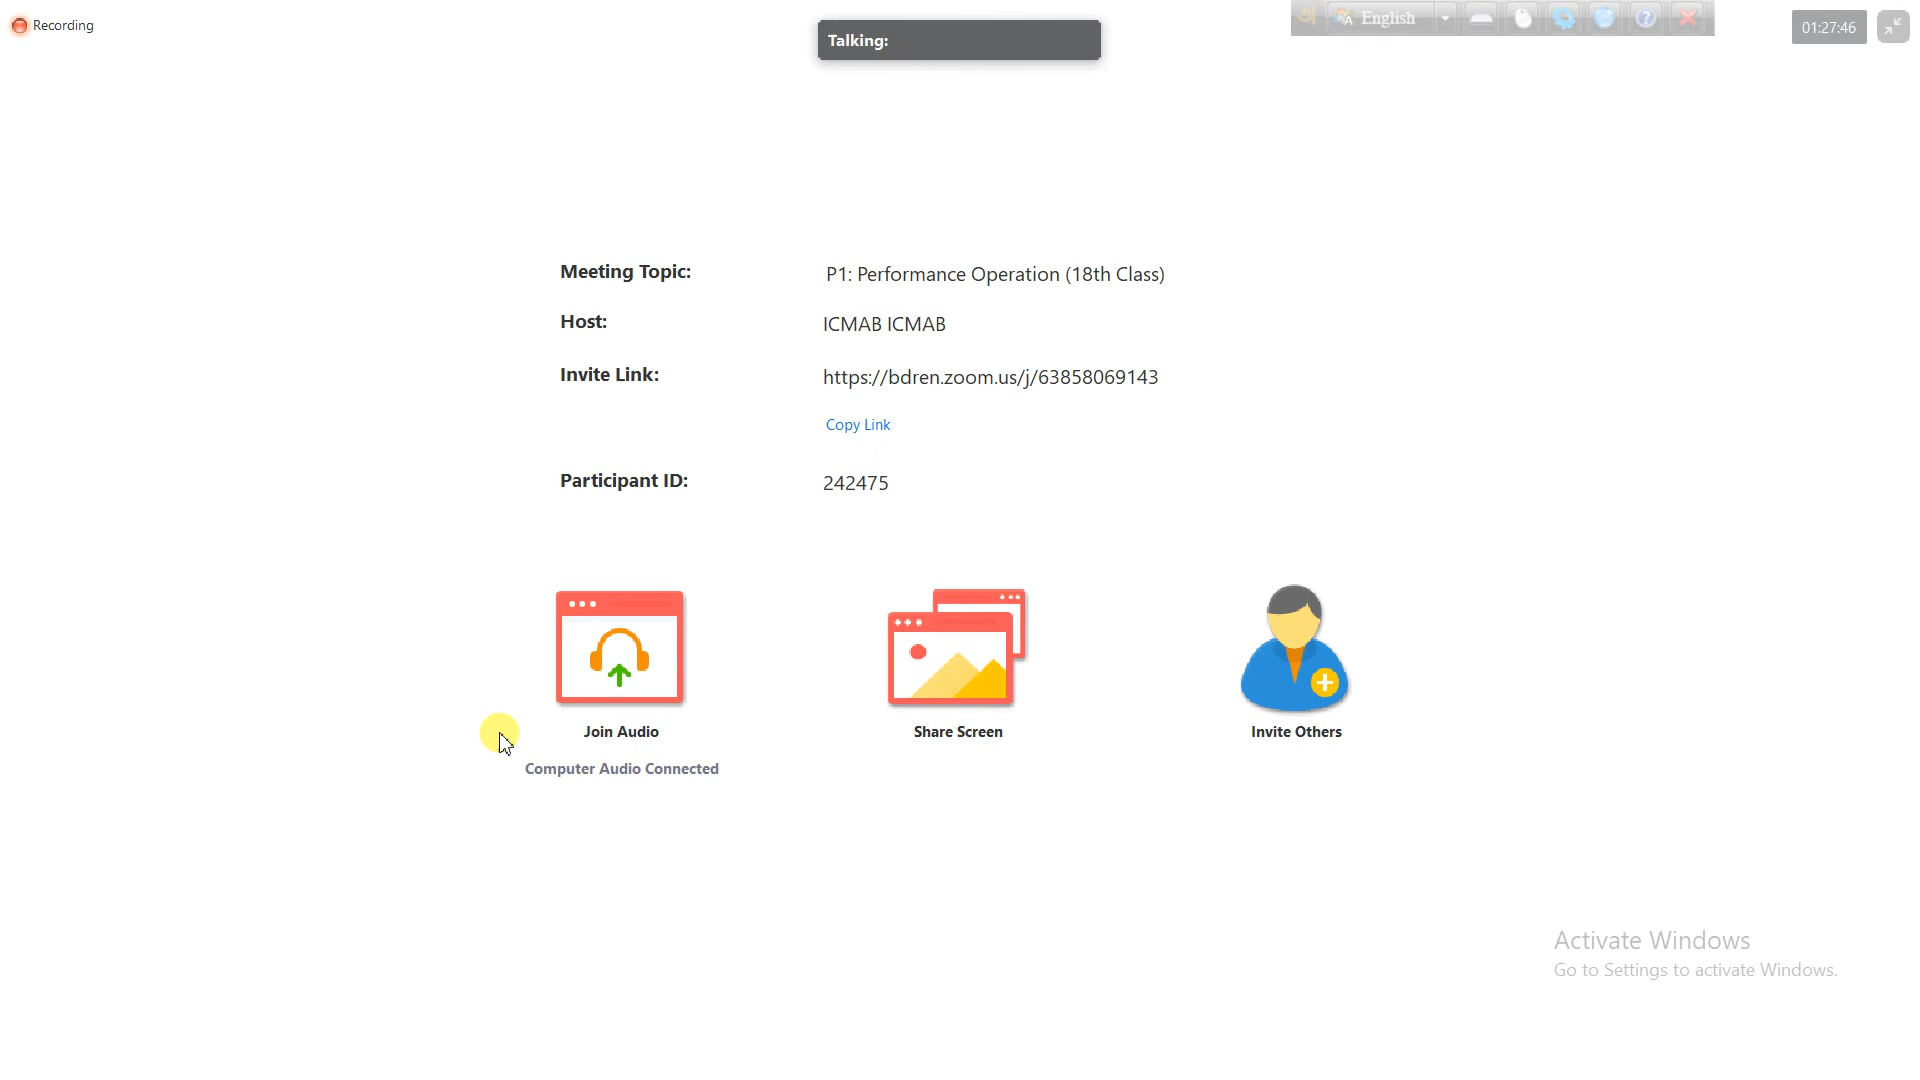 Recording
Talking:
অ English
01:27:46
Meeting Topic: P1: Performance Operation (18th Class)
Host: ICMAB ICMAB
Invite Link: https://bdren.zoom.us/j/63858069143
Copy Link
Participant ID: 242475
Join Audio Share Screen Invite Others
Computer Audio Connected
Activate Windows
Go to Settings to activate Windows.